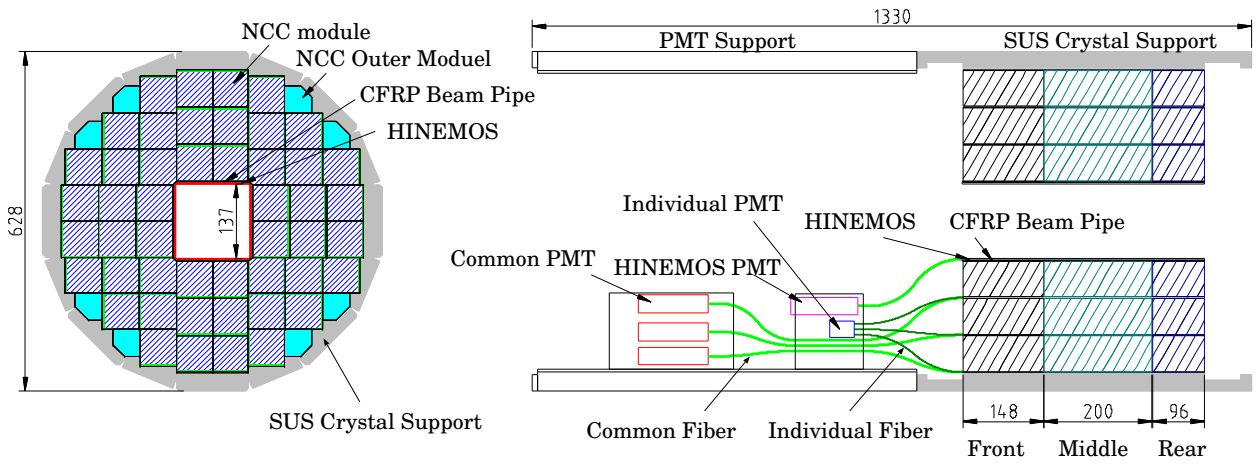 NCC module
NCC Outer Moduel
CFRP Beam Pipe
HINEMOS
628
137
SUS Crystal Support
1330
PMT Support
SUS Crystal Support
Individual PMT
HINEMOS
CFRP Beam Pipe
Common PMT
HINEMOS PMT
Common Fiber
Individual Fiber
148
200
96
Front
Middle
Rear